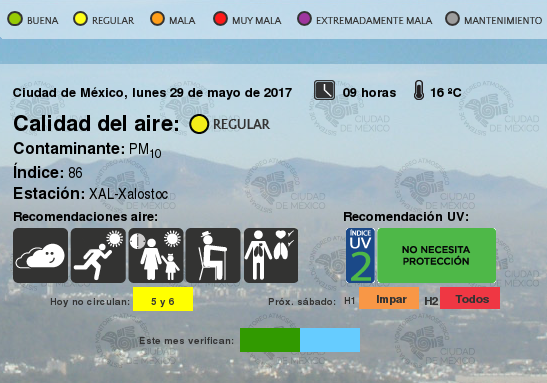 BUENA REGULAR MALA MUY MALA EXTREMADAMENTE MALA MANTENIMIENTO
Ciudad de México, lunes 29 de mayo de 2017 09 horas 16 ºC
Calidad del aire: REGULAR
Contaminante: PM10
Índice: 86
Estación: XAL-Xalostoc
Recomendaciones aire: Recomendación UV:
ÍNDICE UV 2 NO NECESITA PROTECCIÓN
Hoy no circulan: 5 y 6 Próx. sábado: H1 Impar H2 Todos
Este mes verifican:
CIUDAD DE MÉXICO